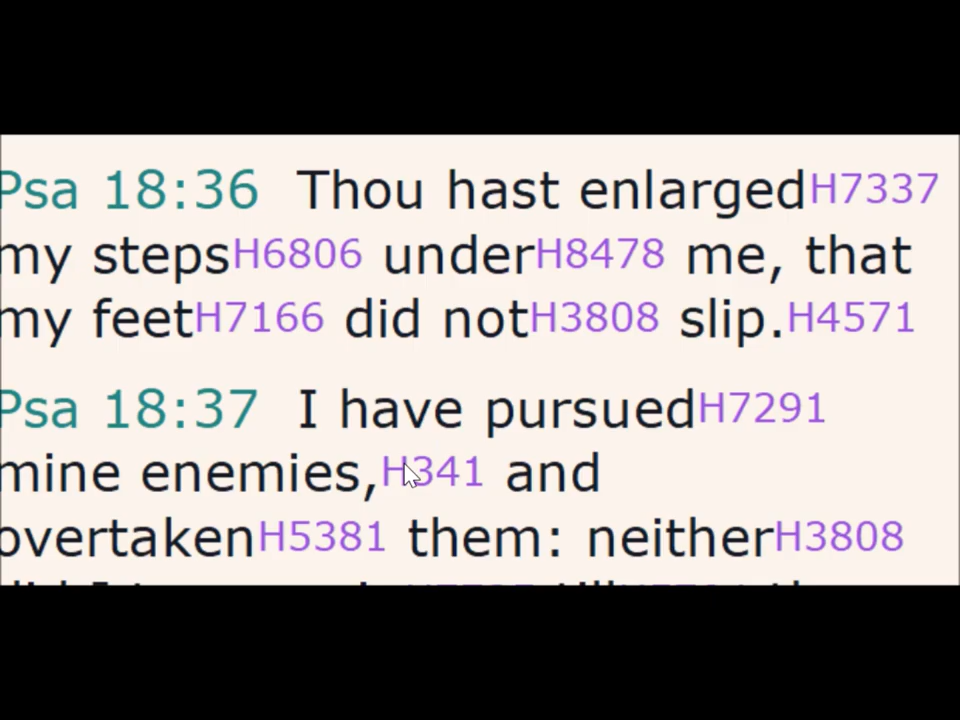 Psa 18:36 Thou hast enlargedH7337
my stepsH6806 underH8478 me, that
my feetH7166 did notH3808 slip.H4571
Psa 18:37 I have pursuedH7291
mine enemies,H341 and
overtakenH5381 them: neitherH3808